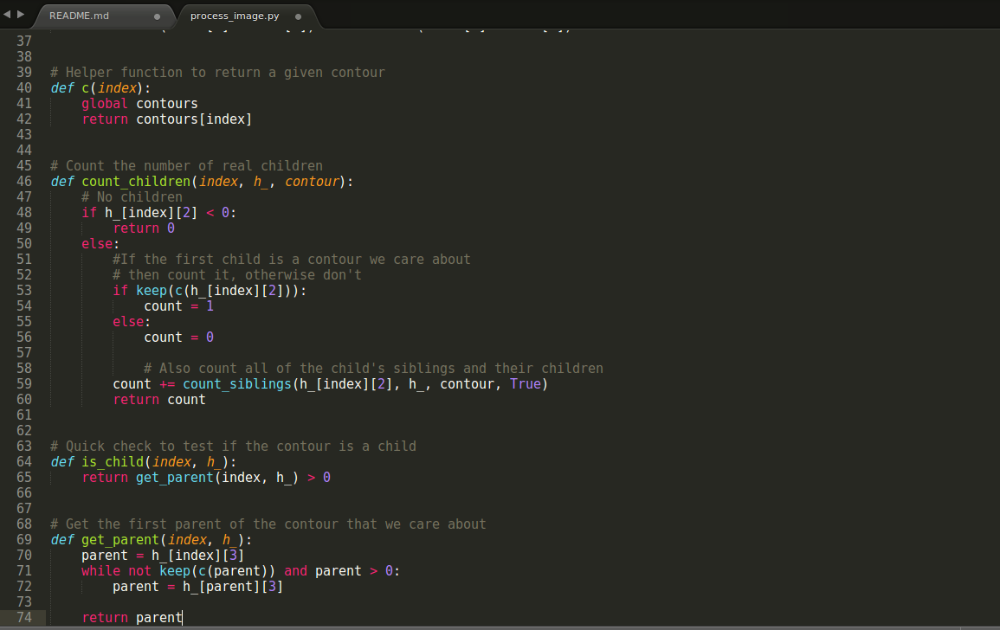 README.md
process_image.py
37
38
39 # Helper function to return a given contour
40 def c(index):
41 global contours
42 return contours[index]
43
44
45 # Count the number of real children
46 def count_children(index, h_, contour):
47 # No children
48 if h_[index][2] < 0:
49 return 0
50 else:
51 #If the first child is a contour we care about
52 # then count it, otherwise don't
53 if keep(c(h_[index][2])):
54 count = 1
55 else:
56 count = 0
57
58 # Also count all of the child's siblings and their children
59 count += count_siblings(h_[index][2], h_, contour, True)
60 return count
61
62
63 # Quick check to test if the contour is a child
64 def is_child(index, h_):
65 return get_parent(index, h_) > 0
66
67
68 # Get the first parent of the contour that we care about
69 def get_parent(index, h_):
70 parent = h_[index][3]
71 while not keep(c(parent)) and parent > 0:
72 parent = h_[parent][3]
73
74 return parent